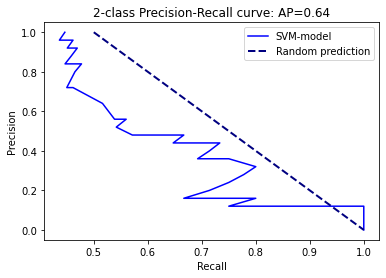 2-class Precision-Recall curve: AP=0.64
SVM-model
Random prediction
Precision
1.0
0.8
0.6
0.4
0.2
0.0
0.5 0.6 0.7 0.8 0.9 1.0
Recall